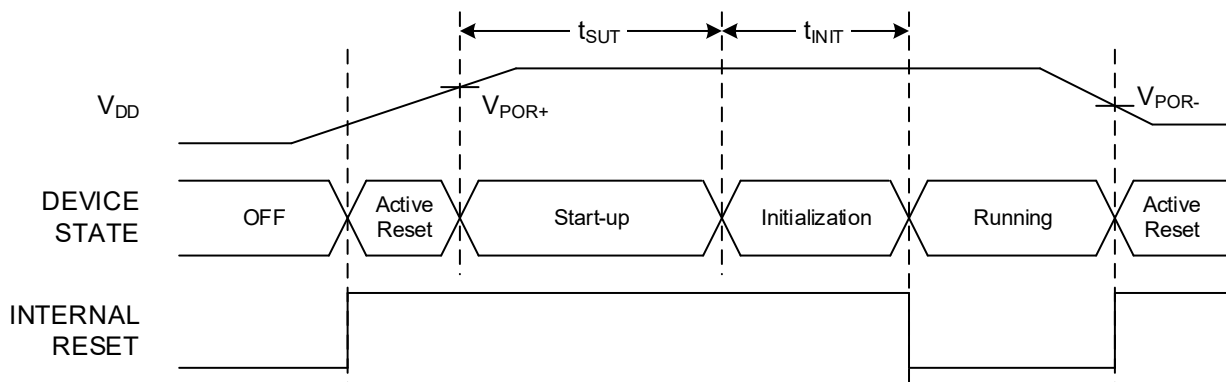 tSUT
tINIT
VDD
VPOR+
VPOR-
DEVICE
STATE
OFF
Active
Reset
Start-up
Initialization
Running
Active
Reset
INTERNAL
RESET